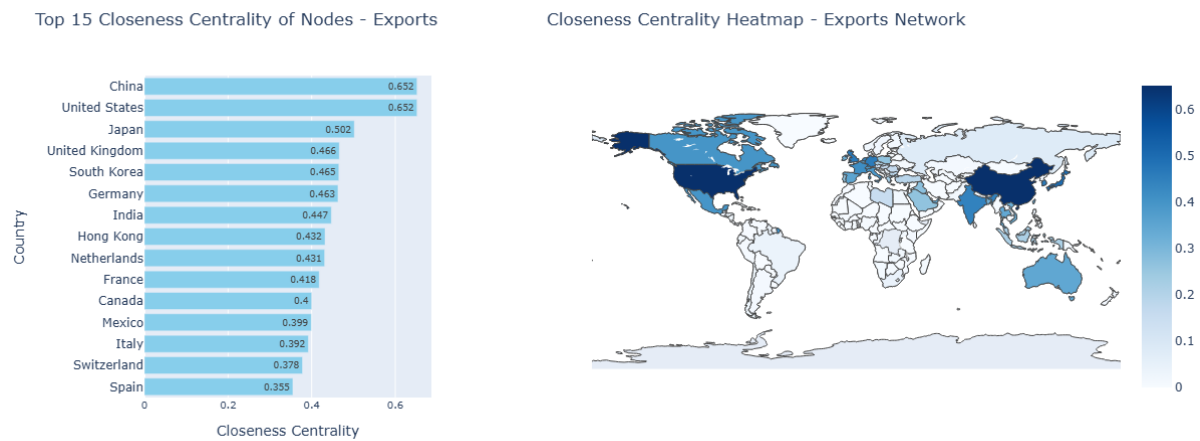 Top 15 Closeness Centrality of Nodes - Exports
Closeness Centrality Heatmap - Exports Network
Country
China 0.652
United States 0.652
Japan 0.502
United Kingdom 0.466
South Korea 0.465
Germany 0.463
India 0.447
Hong Kong 0.432
Netherlands 0.431
France 0.418
Canada 0.4
Mexico 0.399
Italy 0.392
Switzerland 0.378
Spain 0.355
0 0.2 0.4 0.6
Closeness Centrality
0.6
0.5
0.4
0.3
0.2
0.1
0